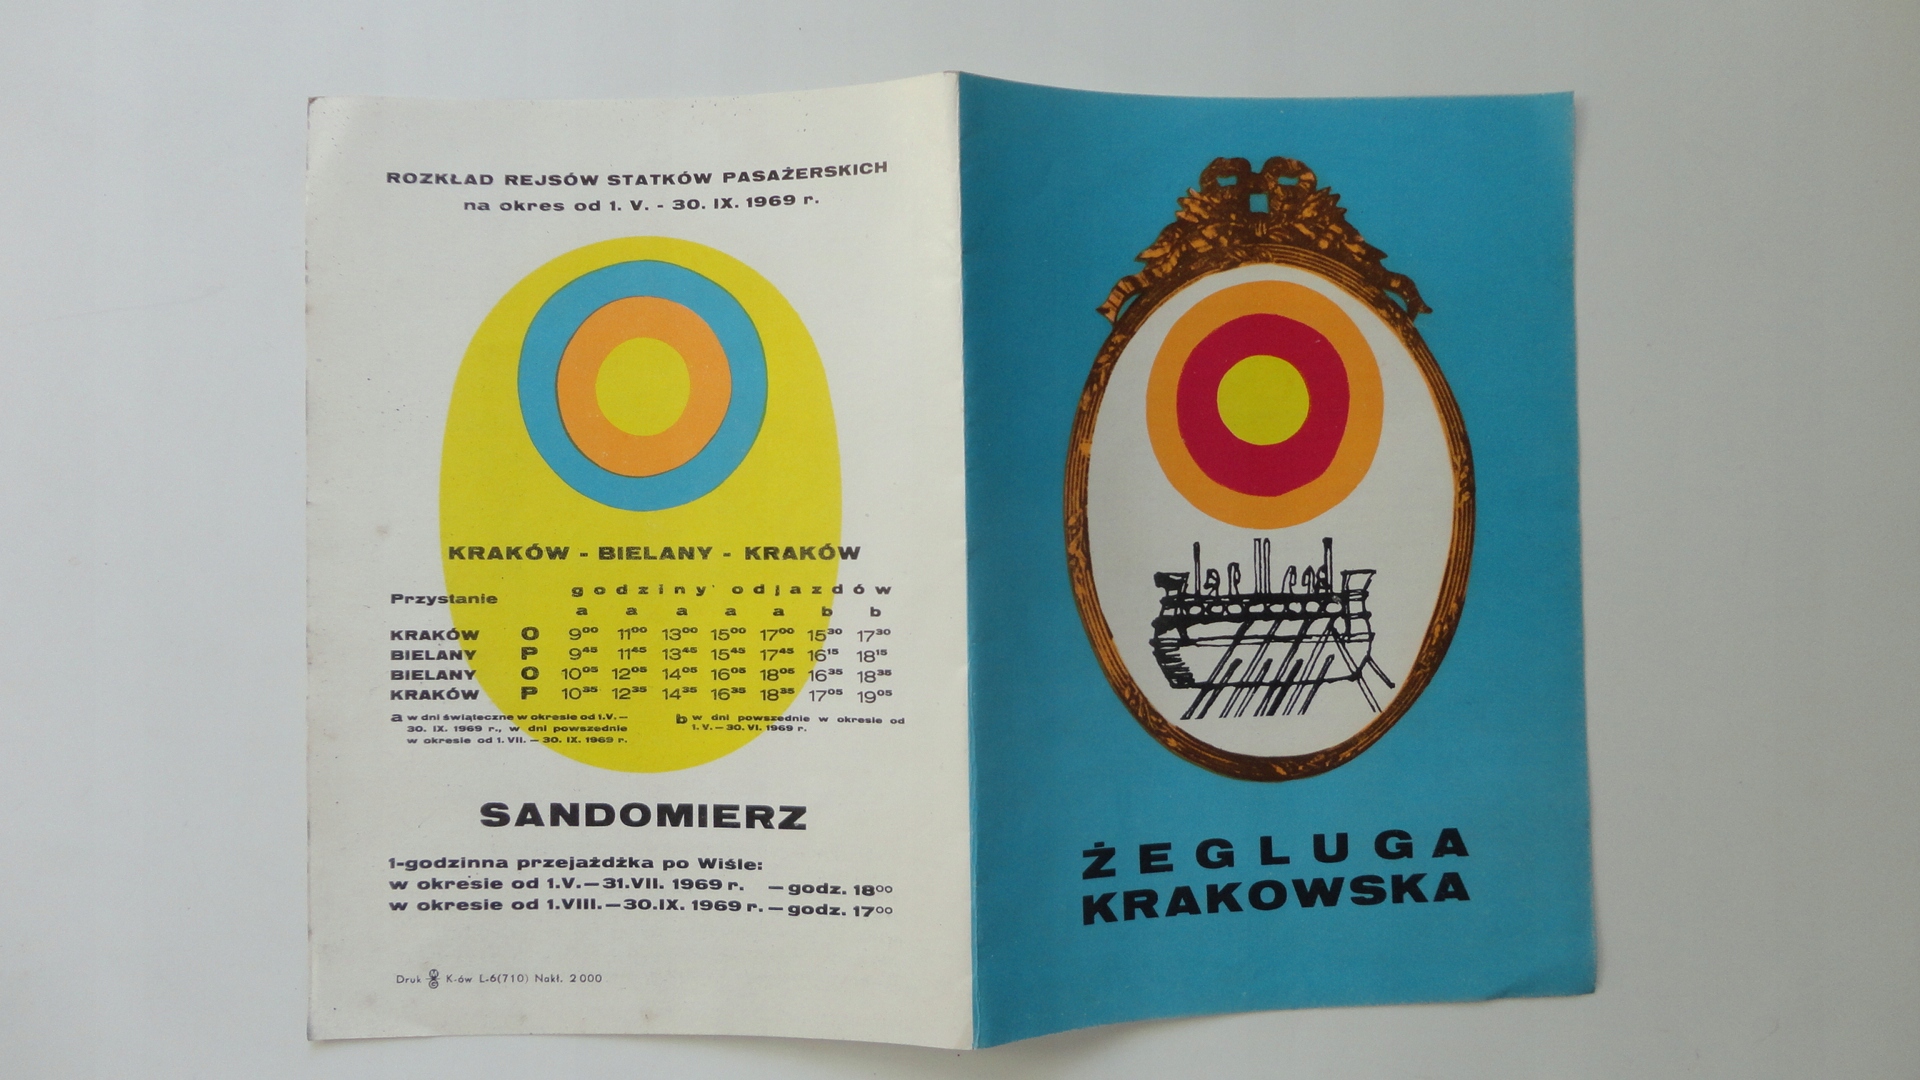 ROZKŁAD REJSÓW STATKÓW PASAŻERSKICH
na okres od 1. V. - 30. IX. 1969 r.
KRAKÓW - BIELANY - KRAKÓW
Przystanie godziny odjazdów
a a a a a b b
KRAKÓW O 9⁰⁰ 11⁰⁰ 13⁰⁰ 15⁰⁰ 17⁰⁰ 15³⁰ 17³⁰
BIELANY P 9⁴⁵ 11⁴⁵ 13⁴⁵ 15⁴⁵ 17⁴⁵ 16¹⁵ 18¹⁵
BIELANY O 10⁰⁵ 12⁰⁵ 14⁰⁵ 16⁰⁵ 18⁰⁵ 16³⁵ 18³⁵
KRAKÓW P 10³⁵ 12³⁵ 14³⁵ 16³⁵ 18³⁵ 17⁰⁵ 19⁰⁵
a w dni świąteczne w okresie od 1.V.—
30. IX. 1969 r., w dni powszednie
w okresie od 1. VII. — 30. IX. 1969 r.
b w dni powszednie w okresie od
1. V.— 30. VI. 1969 r.
SANDOMIERZ
1-godzinna przejażdżka po Wiśle:
w okresie od 1.V.—31.VII. 1969 r. — godz. 18⁰⁰
w okresie od 1.VIII.—30.IX. 1969 r. — godz. 17⁰⁰
Druk K-ów L-6(710) Nakł. 2000
ŻEGLUGA
KRAKOWSKA